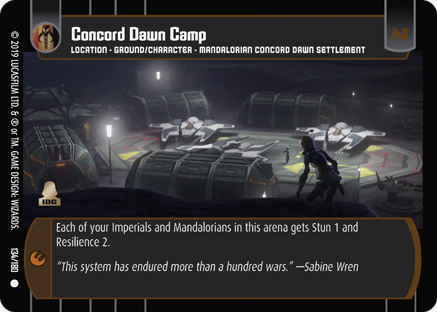 Concord Dawn Camp
LOCATION - GROUND/CHARACTER - MANDALORIAN CONCORD DAWN SETTLEMENT
IDC
Each of your Imperials and Mandalorians in this arena gets Stun 1 and
Resilience 2.
“This system has endured more than a hundred wars.” —Sabine Wren
© 2019 LUCASFILM LTD. & ® or TM. GAME DESIGN: WIZARDS.
134/180